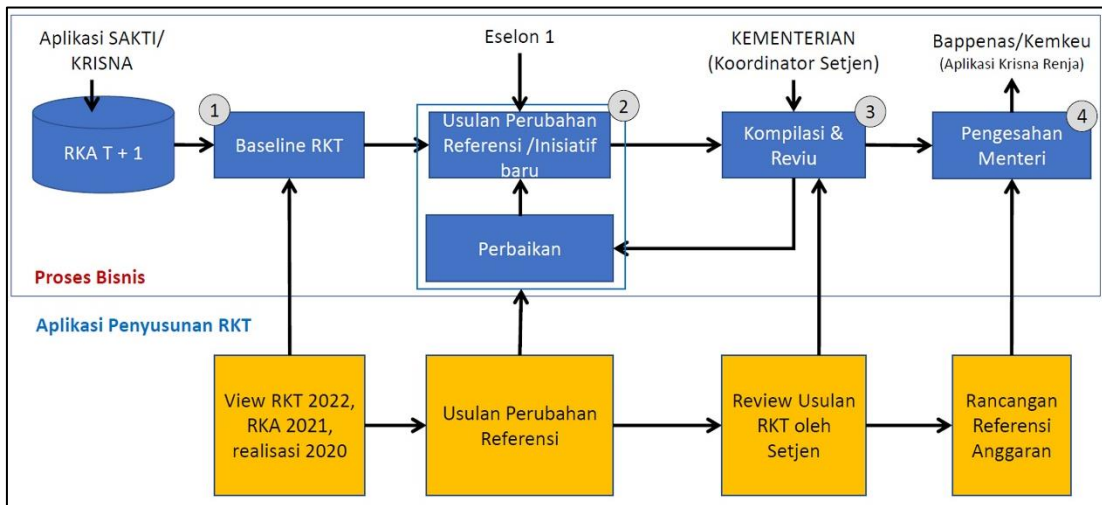 Aplikasi SAKTI/
KRISNA
Eselon 1
KEMENTERIAN
(Koordinator Setjen)
Bappenas/Kemkeu
(Aplikasi Krisna Renja)
RKA T + 1
1
Baseline RKT
2
Usulan Perubahan
Referensi /Inisiatif
baru
3
Kompilasi &
Reviu
4
Pengesahan
Menteri
Perbaikan
Proses Bisnis
Aplikasi Penyusunan RKT
View RKT 2022,
RKA 2021,
realisasi 2020
Usulan Perubahan
Referensi
Review Usulan
RKT oleh
Setjen
Rancangan
Referensi
Anggaran